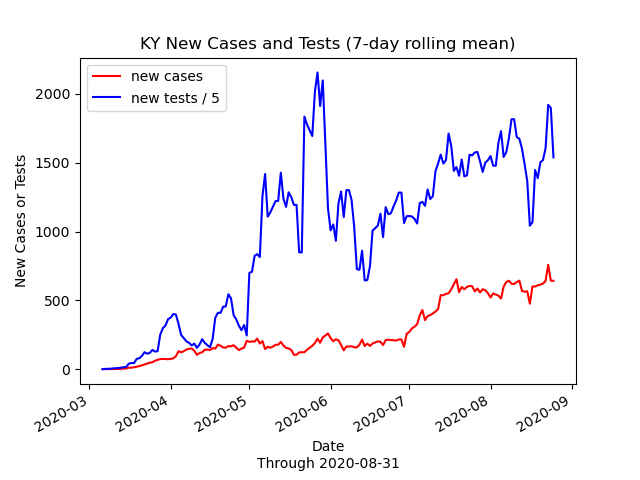 KY New Cases and Tests (7-day rolling mean)
new cases
new tests / 5
New Cases or Tests
2000
1500
1000
500
0
2020-03
2020-04
2020-05
2020-06
2020-07
2020-08
2020-09
Date
Through 2020-08-31